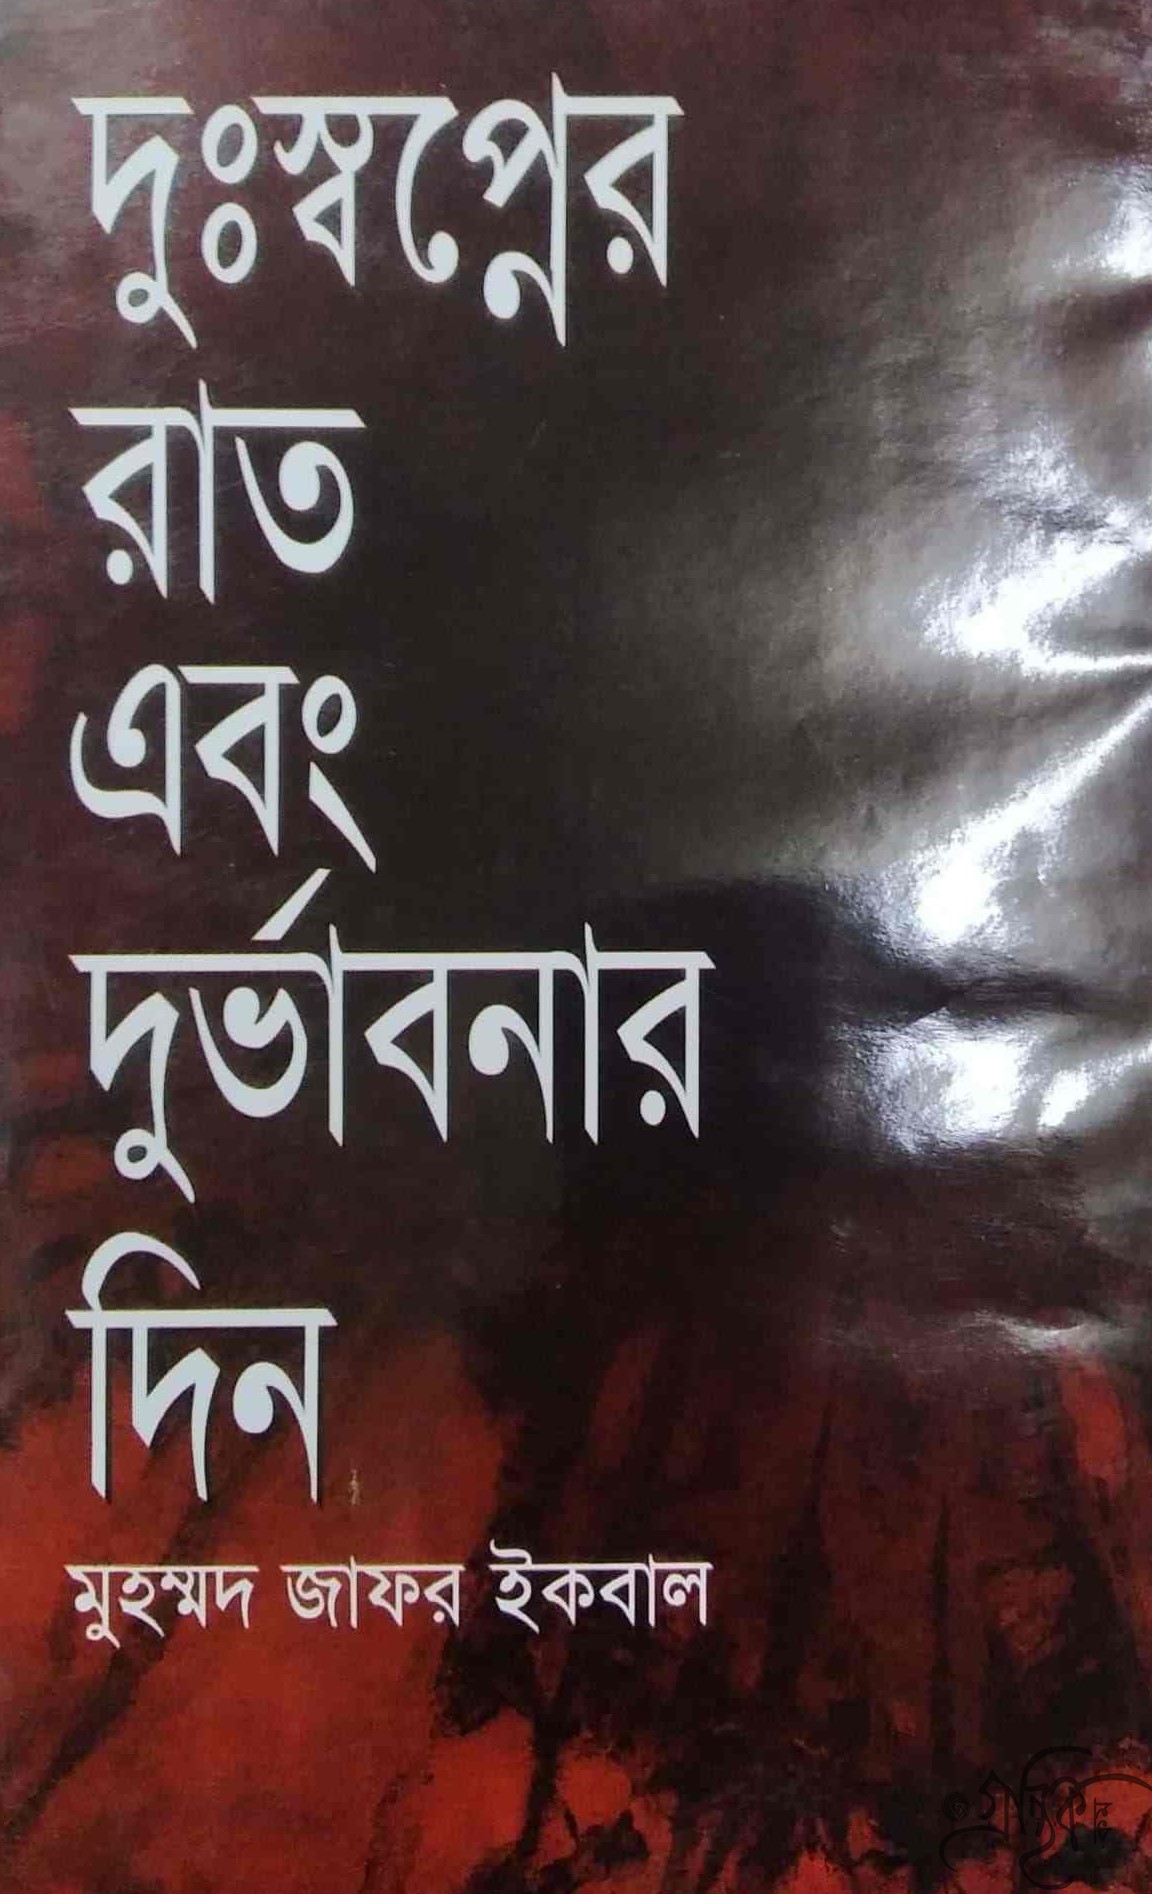 দুঃস্বপ্নের
রাত
এবং
দুর্ভাবনার
দিন
মুহম্মদ জাফর ইকবাল